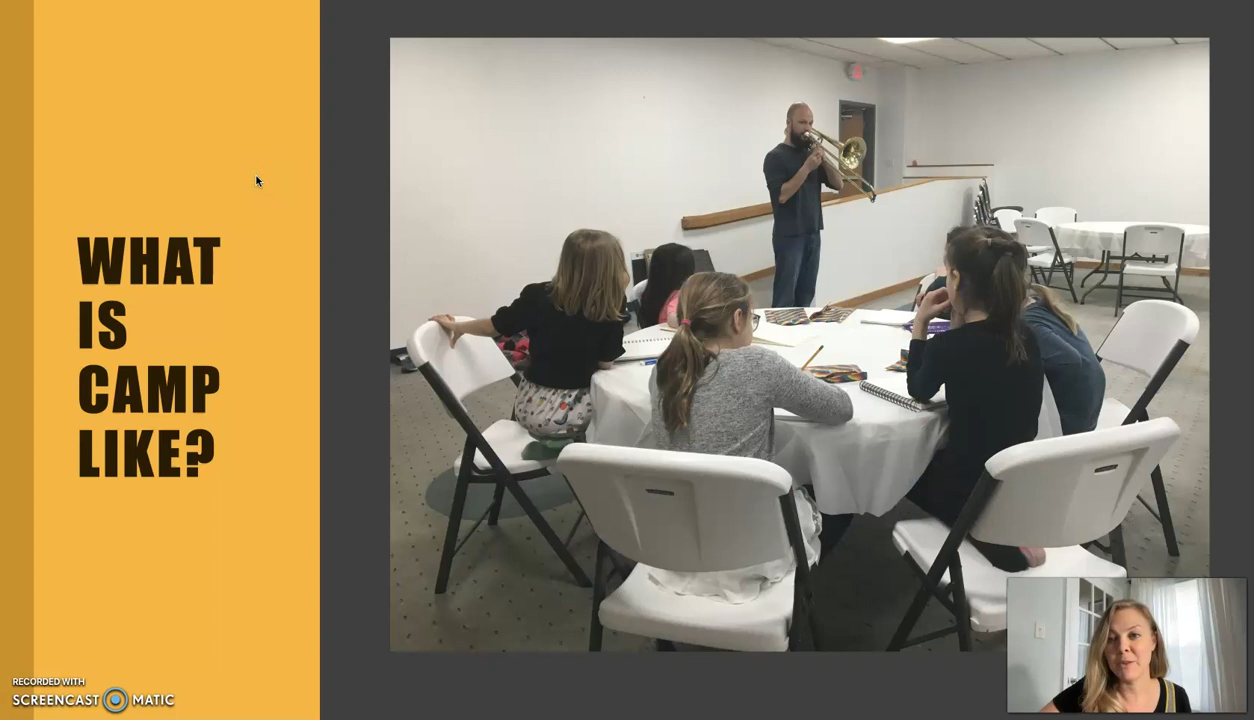 WHAT
IS
CAMP
LIKE?
RECORDED WITH
SCREENCAST MATIC